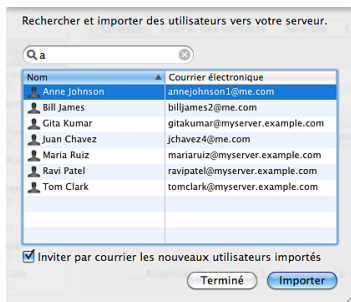 Rechercher et importer des utilisateurs vers votre serveur.
a
Nom Courrier électronique
Anne Johnson annejohnson1@me.com
Bill James billjames2@me.com
Gita Kumar gitakumar@myserver.example.com
Juan Chavez jchavez4@me.com
Maria Ruiz mariaruiz@myserver.example.com
Ravi Patel ravipatel@myserver.example.com
Tom Clark tomclark@myserver.example.com
Inviter par courrier les nouveaux utilisateurs importés
Terminé Importer